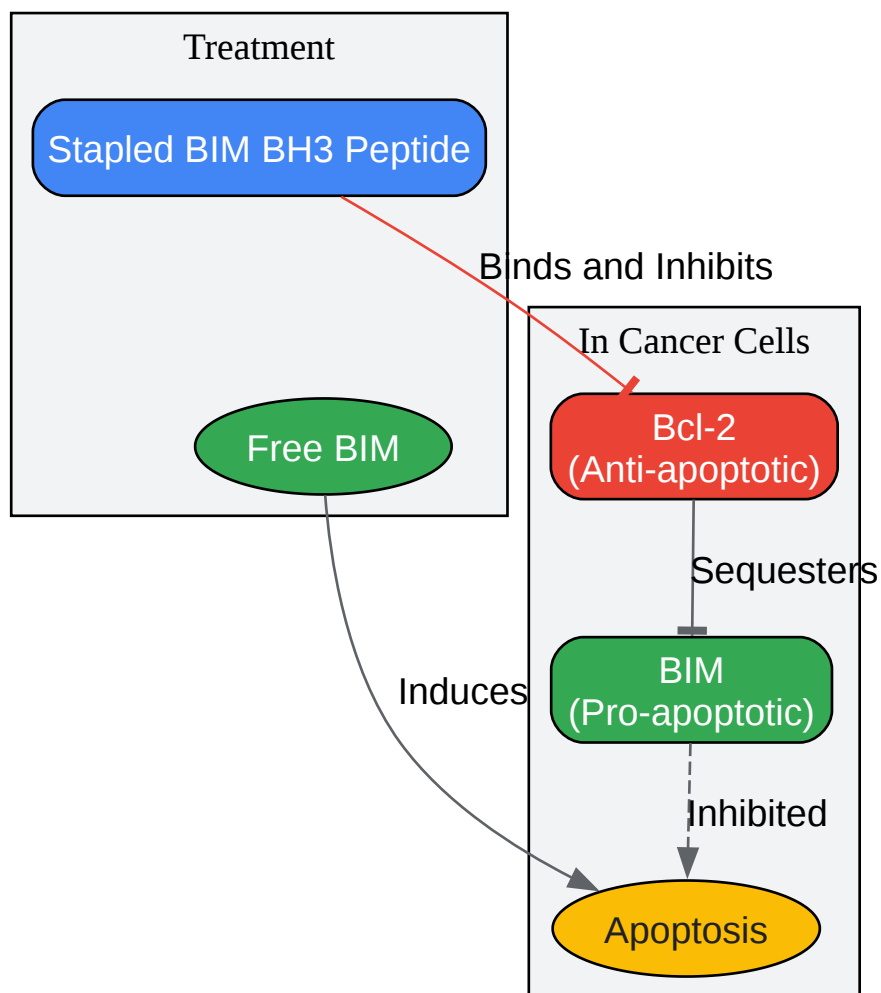 Treatment
Stapled BIM BH3 Peptide
Binds and Inhibits
In Cancer Cells
Bcl-2
(Anti-apoptotic)
Free BIM
Sequesters
BIM
(Pro-apoptotic)
Induces
Inhibited
Apoptosis